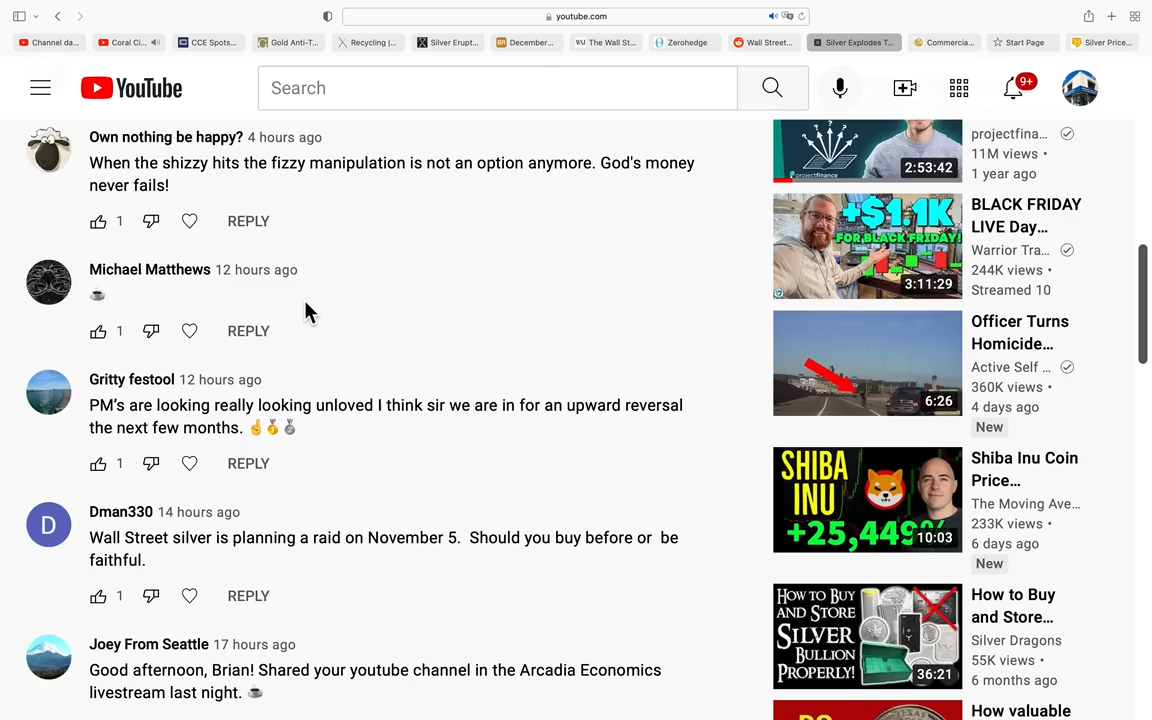 youtube.com
Channel da...
Coral Ci...
CCE Spots...
Gold Anti-T...
Recycling |...
Silver Erupt...
December...
The Wall St...
Zerohedge
Wall Street...
Silver Explodes T...
Commercia...
Start Page
Silver Price...
YouTube
Search
9+
Own nothing be happy? 4 hours ago
When the shizzy hits the fizzy manipulation is not an option anymore. God's money
never fails!
1 REPLY
Michael Matthews 12 hours ago
☕
1 REPLY
Gritty festool 12 hours ago
PM's are looking really looking unloved I think sir we are in for an upward reversal
the next few months. 🤞🥇🥈
1 REPLY
Dman330 14 hours ago
D
Wall Street silver is planning a raid on November 5. Should you buy before or be
faithful.
1 REPLY
Joey From Seattle 17 hours ago
Good afternoon, Brian! Shared your youtube channel in the Arcadia Economics
livestream last night. ☕
projectfinance
2:53:42
projectfina...
11M views •
1 year ago
+$1.1K
FOR BLACK FRIDAY!
3:11:29
BLACK FRIDAY
LIVE Day...
Warrior Tra...
244K views •
Streamed 10
6:26
Officer Turns
Homicide...
Active Self ...
360K views •
4 days ago
New
SHIBA
INU
+25,449%
10:03
Shiba Inu Coin
Price...
The Moving Ave...
233K views •
6 days ago
New
HOW TO BUY
AND STORE
SILVER
BULLION
PROPERLY!
36:21
How to Buy
and Store...
Silver Dragons
55K views •
6 months ago
How valuable